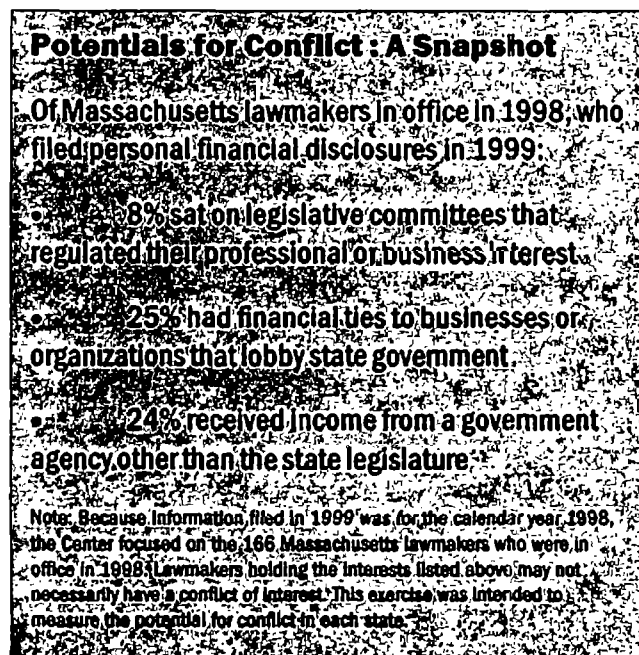 Potentials for Conflict : A Snapshot
Of Massachusetts lawmakers in office in 1998, who
filed personal financial disclosures in 1999:
• 8% sat on legislative committees that
regulated their professional or business interest.
• 25% had financial ties to businesses or
organizations that lobby state government.
• 24% received income from a government
agency other than the state legislature.
Note: Because information filed in 1999 was for the calendar year 1998,
the Center focused on the 166 Massachusetts lawmakers who were in
office in 1998. Lawmakers holding the interests listed above may not
necessarily have a conflict of interest. This exercise was intended to
measure the potential for conflict in each state.